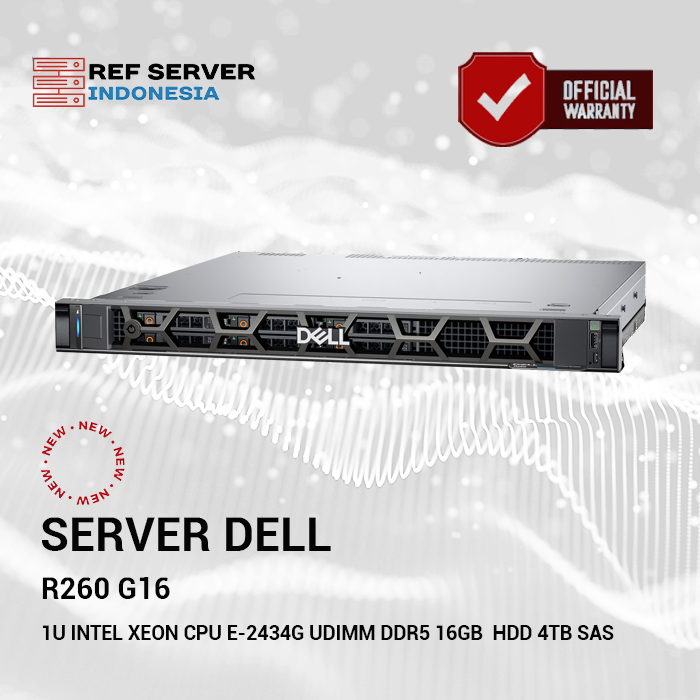 REF SERVER
INDONESIA
OFFICIAL
WARRANTY
DELL
NEW · NEW · NEW · NEW · NEW ·
SERVER DELL
R260 G16
1U INTEL XEON CPU E-2434G UDIMM DDR5 16GB  HDD 4TB SAS